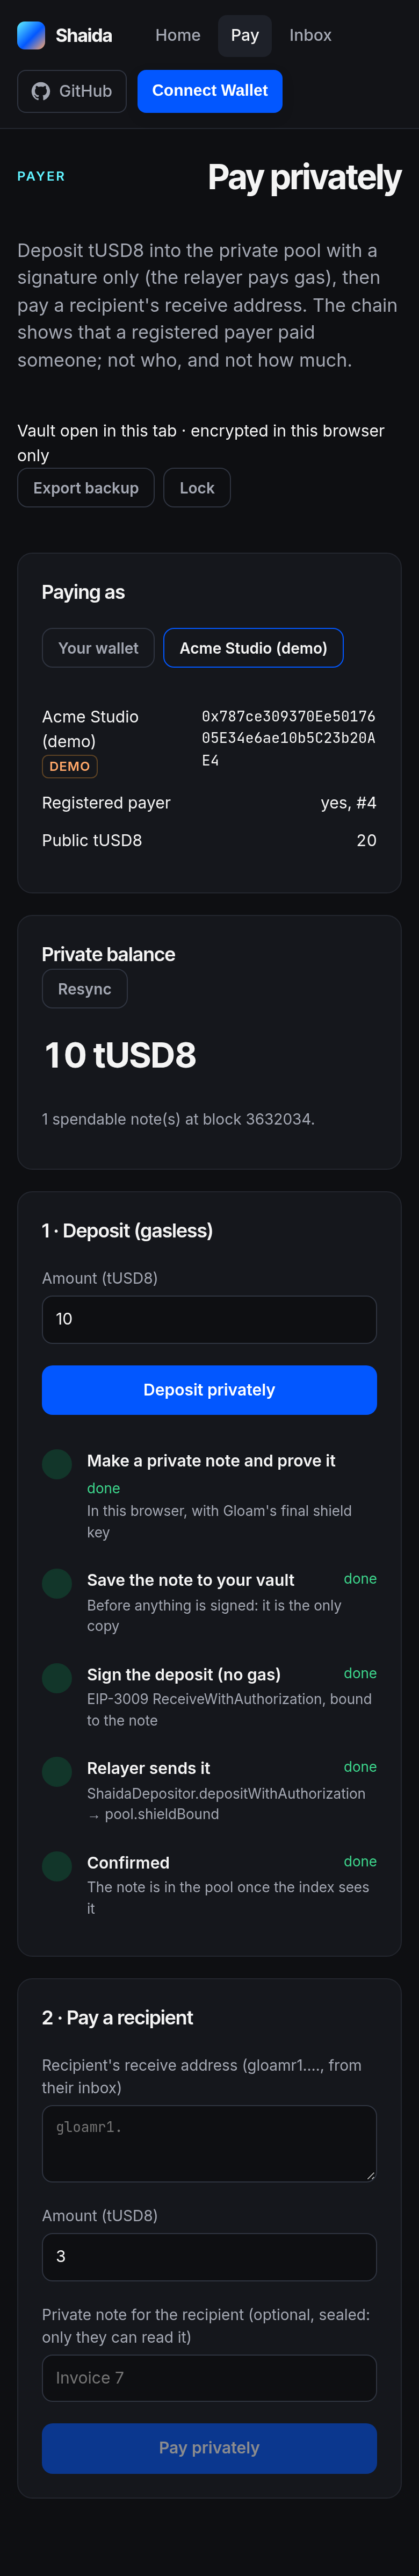 Shaida
Home
Pay
Inbox
GitHub
Connect Wallet
PAYER
Pay privately
Deposit tUSD8 into the private pool with a
signature only (the relayer pays gas), then
pay a recipient's receive address. The chain
shows that a registered payer paid
someone; not who, and not how much.
Vault open in this tab · encrypted in this browser
only
Export backup
Lock
Paying as
Your wallet
Acme Studio (demo)
Acme Studio
(demo)
DEMO
0x787ce309370Ee50176
05E34e6ae10b5C23b20A
E4
Registered payer
yes, #4
Public tUSD8
20
Private balance
Resync
10 tUSD8
1 spendable note(s) at block 3632034.
1 · Deposit (gasless)
Amount (tUSD8)
10
Deposit privately
Make a private note and prove it
done
In this browser, with Gloam's final shield
key
Save the note to your vault
done
Before anything is signed: it is the only
copy
Sign the deposit (no gas)
done
EIP-3009 ReceiveWithAuthorization, bound
to the note
Relayer sends it
done
ShaidaDepositor.depositWithAuthorization
→ pool.shieldBound
Confirmed
done
The note is in the pool once the index sees
it
2 · Pay a recipient
Recipient's receive address (gloamr1...., from
their inbox)
gloamr1.
Amount (tUSD8)
3
Private note for the recipient (optional, sealed:
only they can read it)
Invoice 7
Pay privately